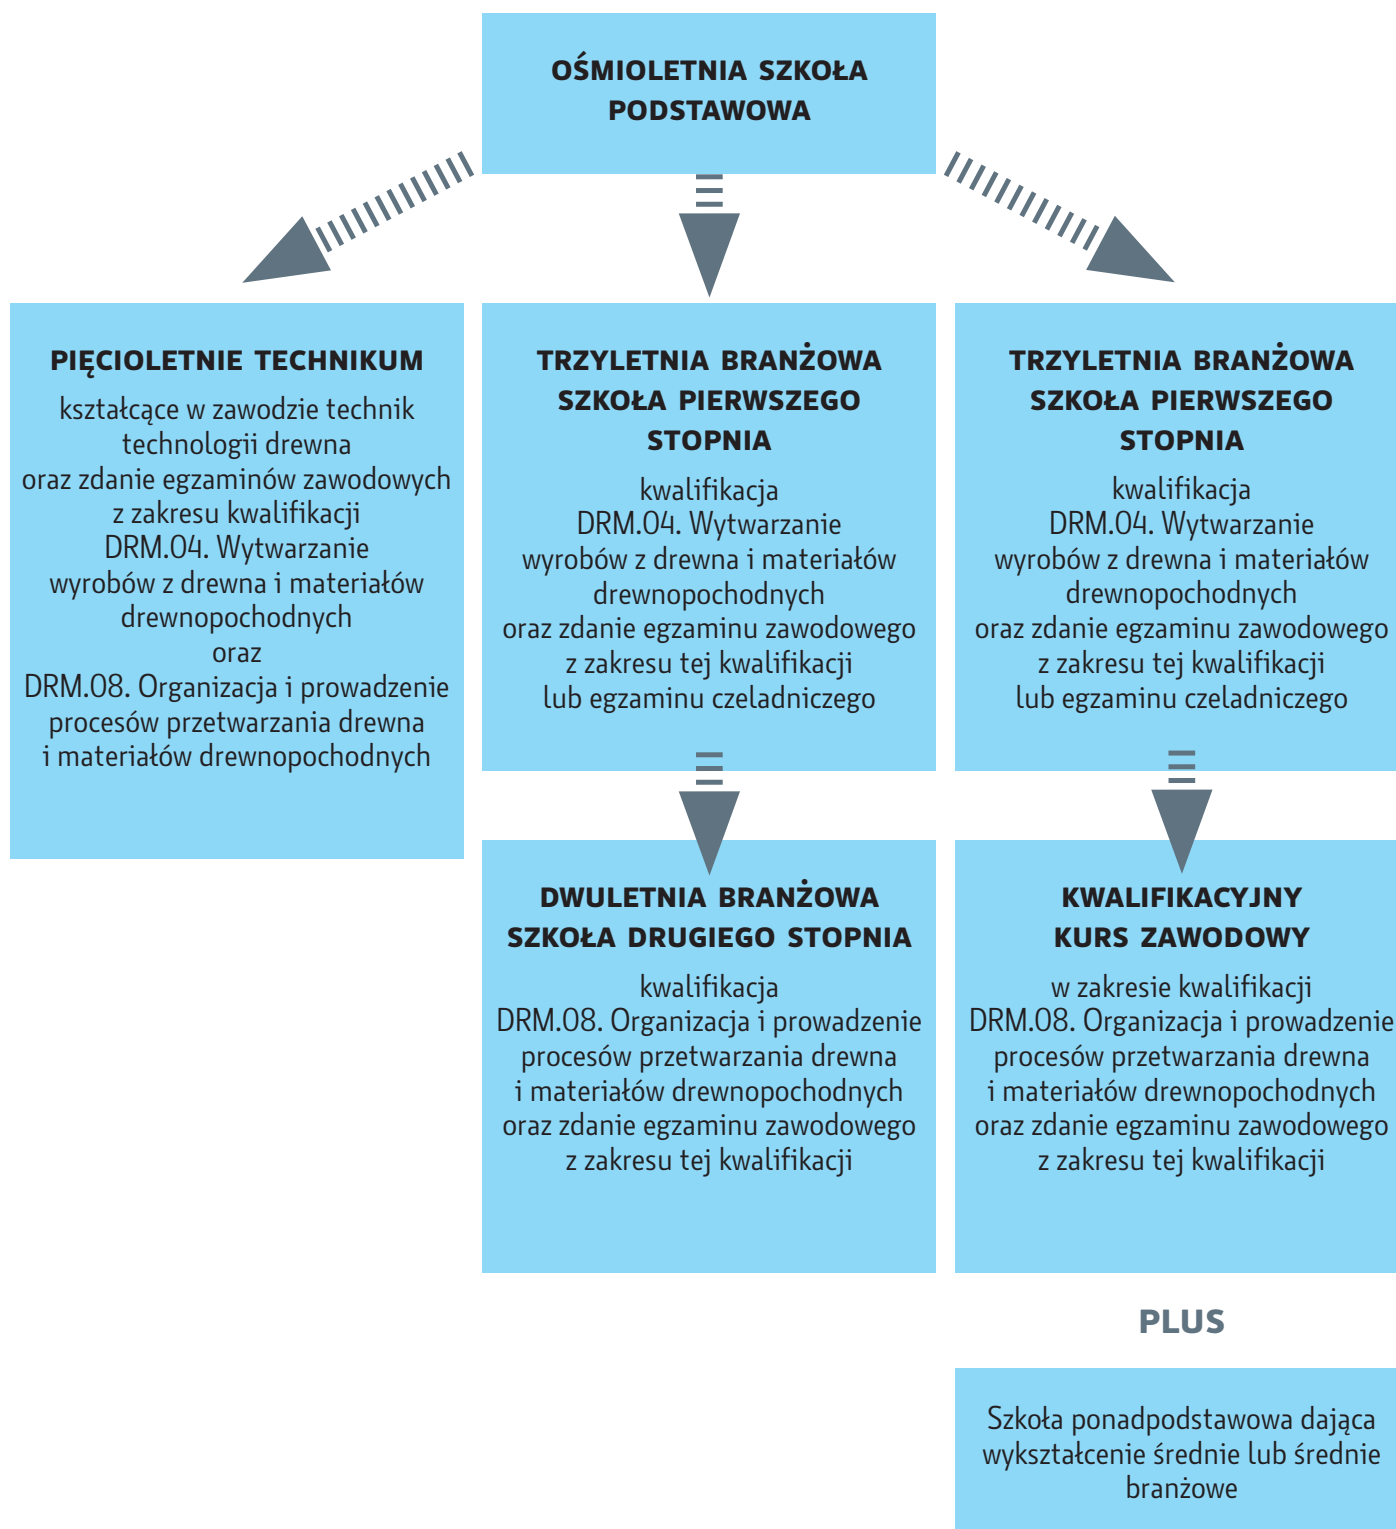 OŚMIOLETNIA SZKOŁA
PODSTAWOWA
PIĘCIOLETNIE TECHNIKUM
kształcące w zawodzie technik
technologii drewna
oraz zdanie egzaminów zawodowych
z zakresu kwalifikacji
DRM.04. Wytwarzanie
wyrobów z drewna i materiałów
drewnopochodnych
oraz
DRM.08. Organizacja i prowadzenie
procesów przetwarzania drewna
i materiałów drewnopochodnych
TRZYLETNIA BRANŻOWA
SZKOŁA PIERWSZEGO
STOPNIA
kwalifikacja
DRM.04. Wytwarzanie
wyrobów z drewna i materiałów
drewnopochodnych
oraz zdanie egzaminu zawodowego
z zakresu tej kwalifikacji
lub egzaminu czeladniczego
TRZYLETNIA BRANŻOWA
SZKOŁA PIERWSZEGO
STOPNIA
kwalifikacja
DRM.04. Wytwarzanie
wyrobów z drewna i materiałów
drewnopochodnych
oraz zdanie egzaminu zawodowego
z zakresu tej kwalifikacji
lub egzaminu czeladniczego
DWULETNIA BRANŻOWA
SZKOŁA DRUGIEGO STOPNIA
kwalifikacja
DRM.08. Organizacja i prowadzenie
procesów przetwarzania drewna
i materiałów drewnopochodnych
oraz zdanie egzaminu zawodowego
z zakresu tej kwalifikacji
KWALIFIKACYJNY
KURS ZAWODOWY
w zakresie kwalifikacji
DRM.08. Organizacja i prowadzenie
procesów przetwarzania drewna
i materiałów drewnopochodnych
oraz zdanie egzaminu zawodowego
z zakresu tej kwalifikacji
PLUS
Szkoła ponadpodstawowa dająca
wykształcenie średnie lub średnie
branżowe